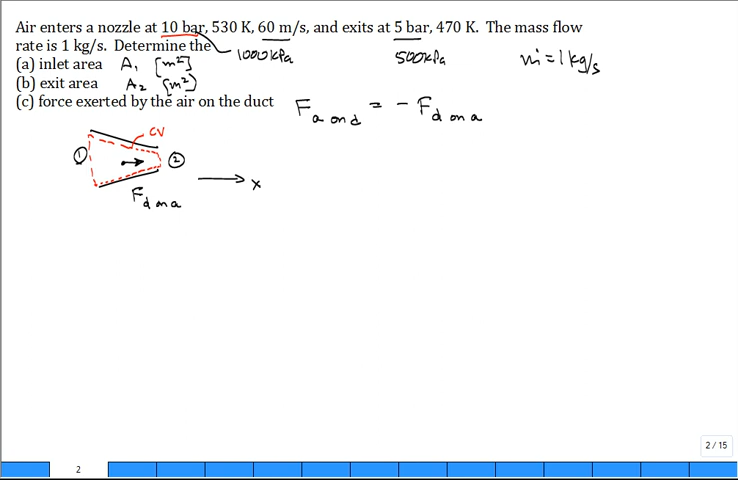 Air enters a nozzle at 10 bar, 530 K, 60 m/s, and exits at 5 bar, 470 K. The mass flow
rate is 1 kg/s. Determine the
1000kPa 500kPa ṁ = 1 kg/s
(a) inlet area A₁ [m²]
(b) exit area A₂ [m²]
(c) force exerted by the air on the duct
F a on d = - F d on a
CV
1 2
F d on a
x
2 / 15
2